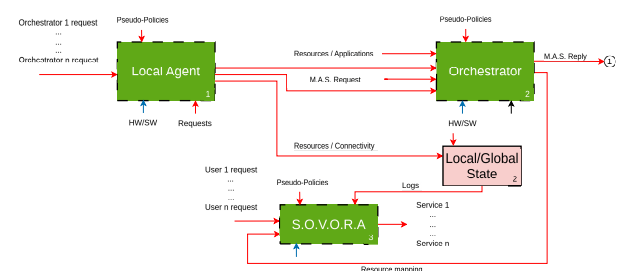 Orchestrator 1 request
...
...
Orchestrator n request
Pseudo-Policies
Local Agent
1
HW/SW
Requests
Resources / Applications
M.A.S. Request
Resources / Connectivity
Pseudo-Policies
Orchestrator
2
HW/SW
M.A.S. Reply
1
Local/Global
State
2
Logs
User 1 request
...
...
User n request
Pseudo-Policies
S.O.V.O.R.A
3
Service 1
...
...
Service n
Resource mapping